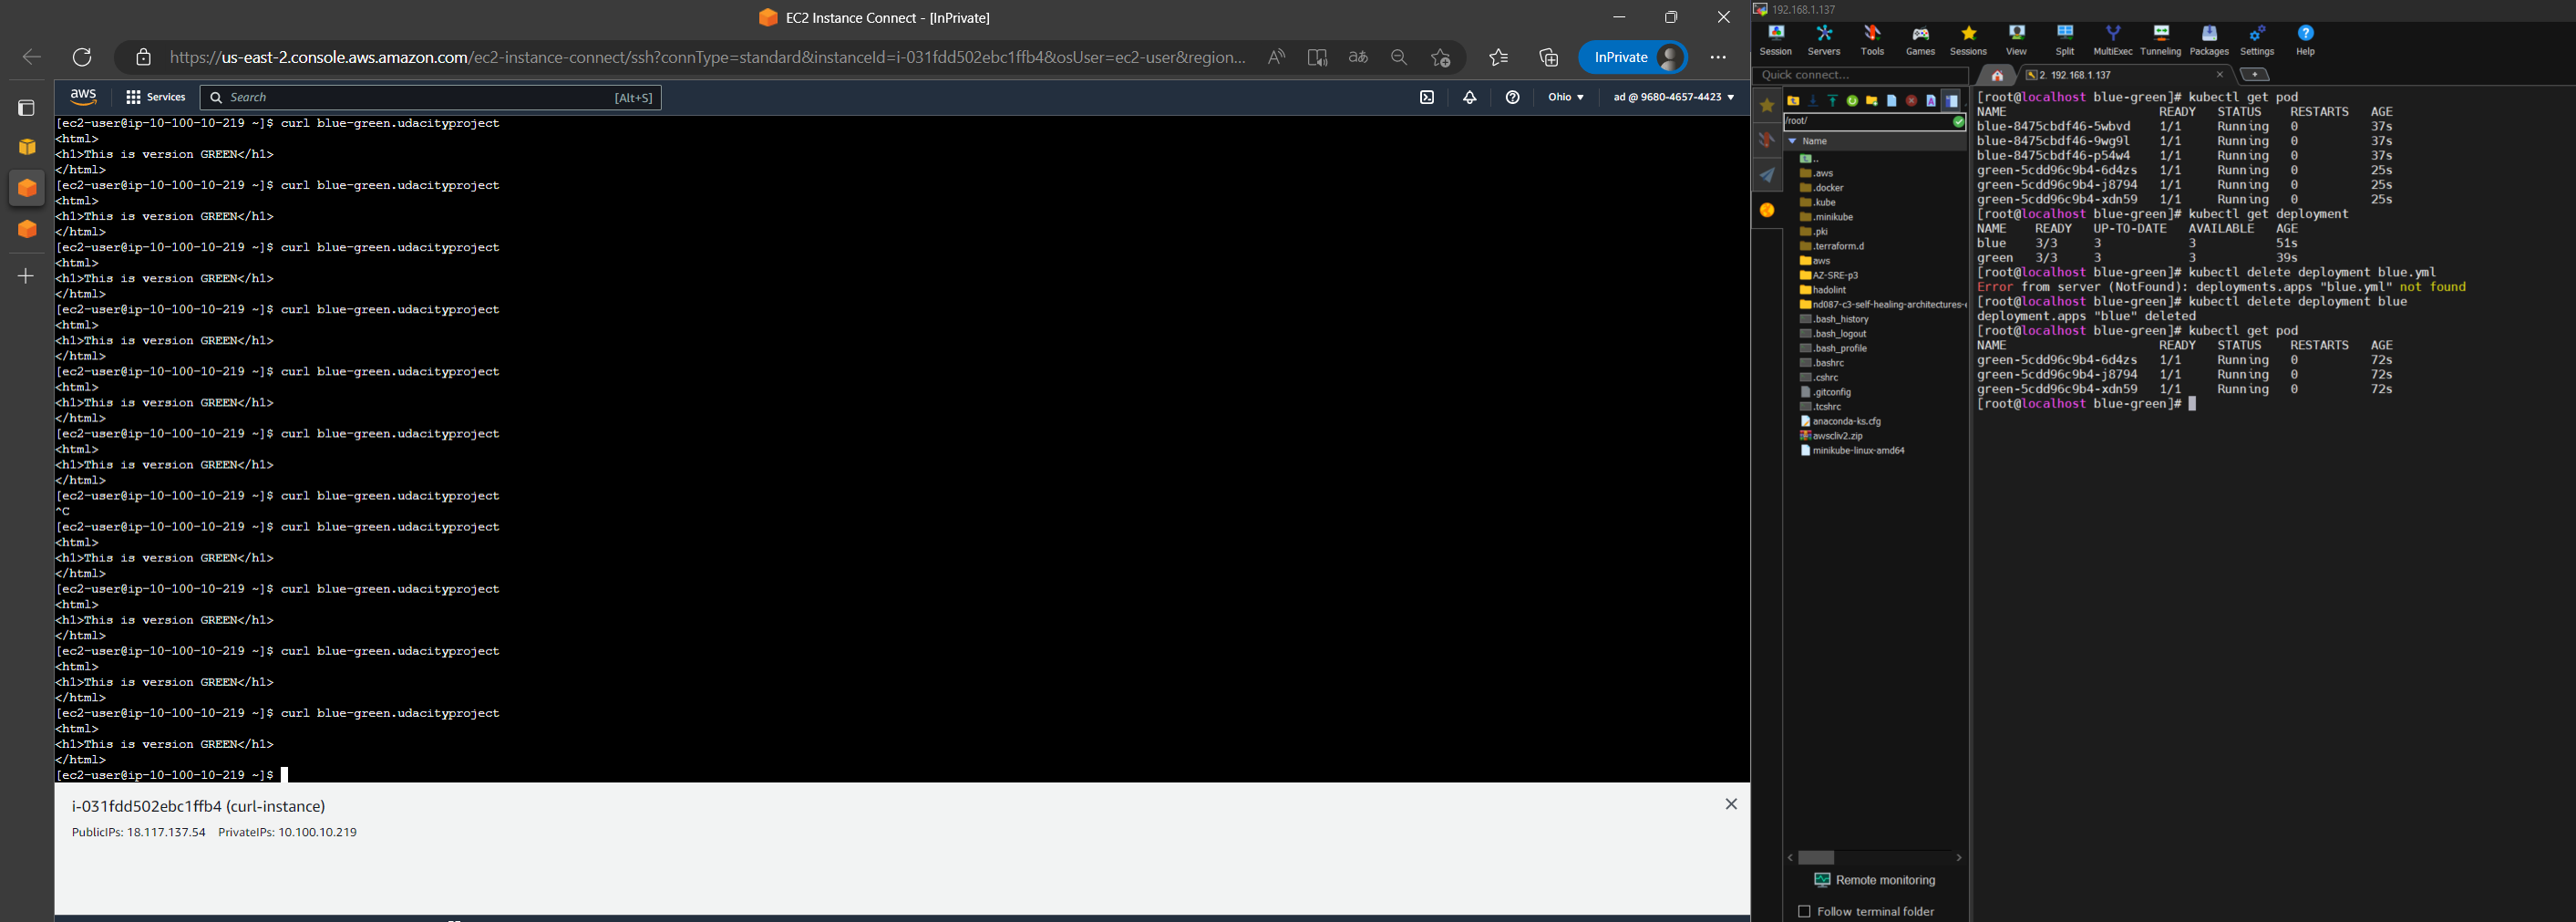 EC2 Instance Connect - [InPrivate]
https://us-east-2.console.aws.amazon.com/ec2-instance-connect/ssh?connType=standard&instanceId=i-031fdd502ebc1ffb4&osUser=ec2-user&region...
InPrivate
aws
Services
Search
[Alt+S]
Ohio
ad @ 9680-4657-4423
[ec2-user@ip-10-100-10-219 ~]$ curl blue-green.udacityproject
<html>
<h1>This is version GREEN</h1>
</html>
[ec2-user@ip-10-100-10-219 ~]$ curl blue-green.udacityproject
<html>
<h1>This is version GREEN</h1>
</html>
[ec2-user@ip-10-100-10-219 ~]$ curl blue-green.udacityproject
<html>
<h1>This is version GREEN</h1>
</html>
[ec2-user@ip-10-100-10-219 ~]$ curl blue-green.udacityproject
<html>
<h1>This is version GREEN</h1>
</html>
[ec2-user@ip-10-100-10-219 ~]$ curl blue-green.udacityproject
<html>
<h1>This is version GREEN</h1>
</html>
[ec2-user@ip-10-100-10-219 ~]$ curl blue-green.udacityproject
<html>
<h1>This is version GREEN</h1>
</html>
[ec2-user@ip-10-100-10-219 ~]$ curl blue-green.udacityproject
^C
[ec2-user@ip-10-100-10-219 ~]$ curl blue-green.udacityproject
<html>
<h1>This is version GREEN</h1>
</html>
[ec2-user@ip-10-100-10-219 ~]$ curl blue-green.udacityproject
<html>
<h1>This is version GREEN</h1>
</html>
[ec2-user@ip-10-100-10-219 ~]$ curl blue-green.udacityproject
<html>
<h1>This is version GREEN</h1>
</html>
[ec2-user@ip-10-100-10-219 ~]$ curl blue-green.udacityproject
<html>
<h1>This is version GREEN</h1>
</html>
[ec2-user@ip-10-100-10-219 ~]$
i-031fdd502ebc1ffb4 (curl-instance)
PublicIPs: 18.117.137.54 PrivateIPs: 10.100.10.219
192.168.1.137
Session Servers Tools Games Sessions View Split MultiExec Tunneling Packages Settings Help
Quick connect...
2. 192.168.1.137
/root/
Name
..
.aws
.docker
.kube
.minikube
.pki
.terraform.d
aws
AZ-SRE-p3
hadolint
nd087-c3-self-healing-architectures-
.bash_history
.bash_logout
.bash_profile
.bashrc
.cshrc
.gitconfig
.tcshrc
anaconda-ks.cfg
awscliv2.zip
minikube-linux-amd64
Remote monitoring
Follow terminal folder
[root@localhost blue-green]# kubectl get pod
NAME READY STATUS RESTARTS AGE
blue-8475cbdf46-5wbvd 1/1 Running 0 37s
blue-8475cbdf46-9wg9l 1/1 Running 0 37s
blue-8475cbdf46-p54w4 1/1 Running 0 37s
green-5cdd96c9b4-6d4zs 1/1 Running 0 25s
green-5cdd96c9b4-j8794 1/1 Running 0 25s
green-5cdd96c9b4-xdn59 1/1 Running 0 25s
[root@localhost blue-green]# kubectl get deployment
NAME READY UP-TO-DATE AVAILABLE AGE
blue 3/3 3 3 51s
green 3/3 3 3 39s
[root@localhost blue-green]# kubectl delete deployment blue.yml
Error from server (NotFound): deployments.apps "blue.yml" not found
[root@localhost blue-green]# kubectl delete deployment blue
deployment.apps "blue" deleted
[root@localhost blue-green]# kubectl get pod
NAME READY STATUS RESTARTS AGE
green-5cdd96c9b4-6d4zs 1/1 Running 0 72s
green-5cdd96c9b4-j8794 1/1 Running 0 72s
green-5cdd96c9b4-xdn59 1/1 Running 0 72s
[root@localhost blue-green]#